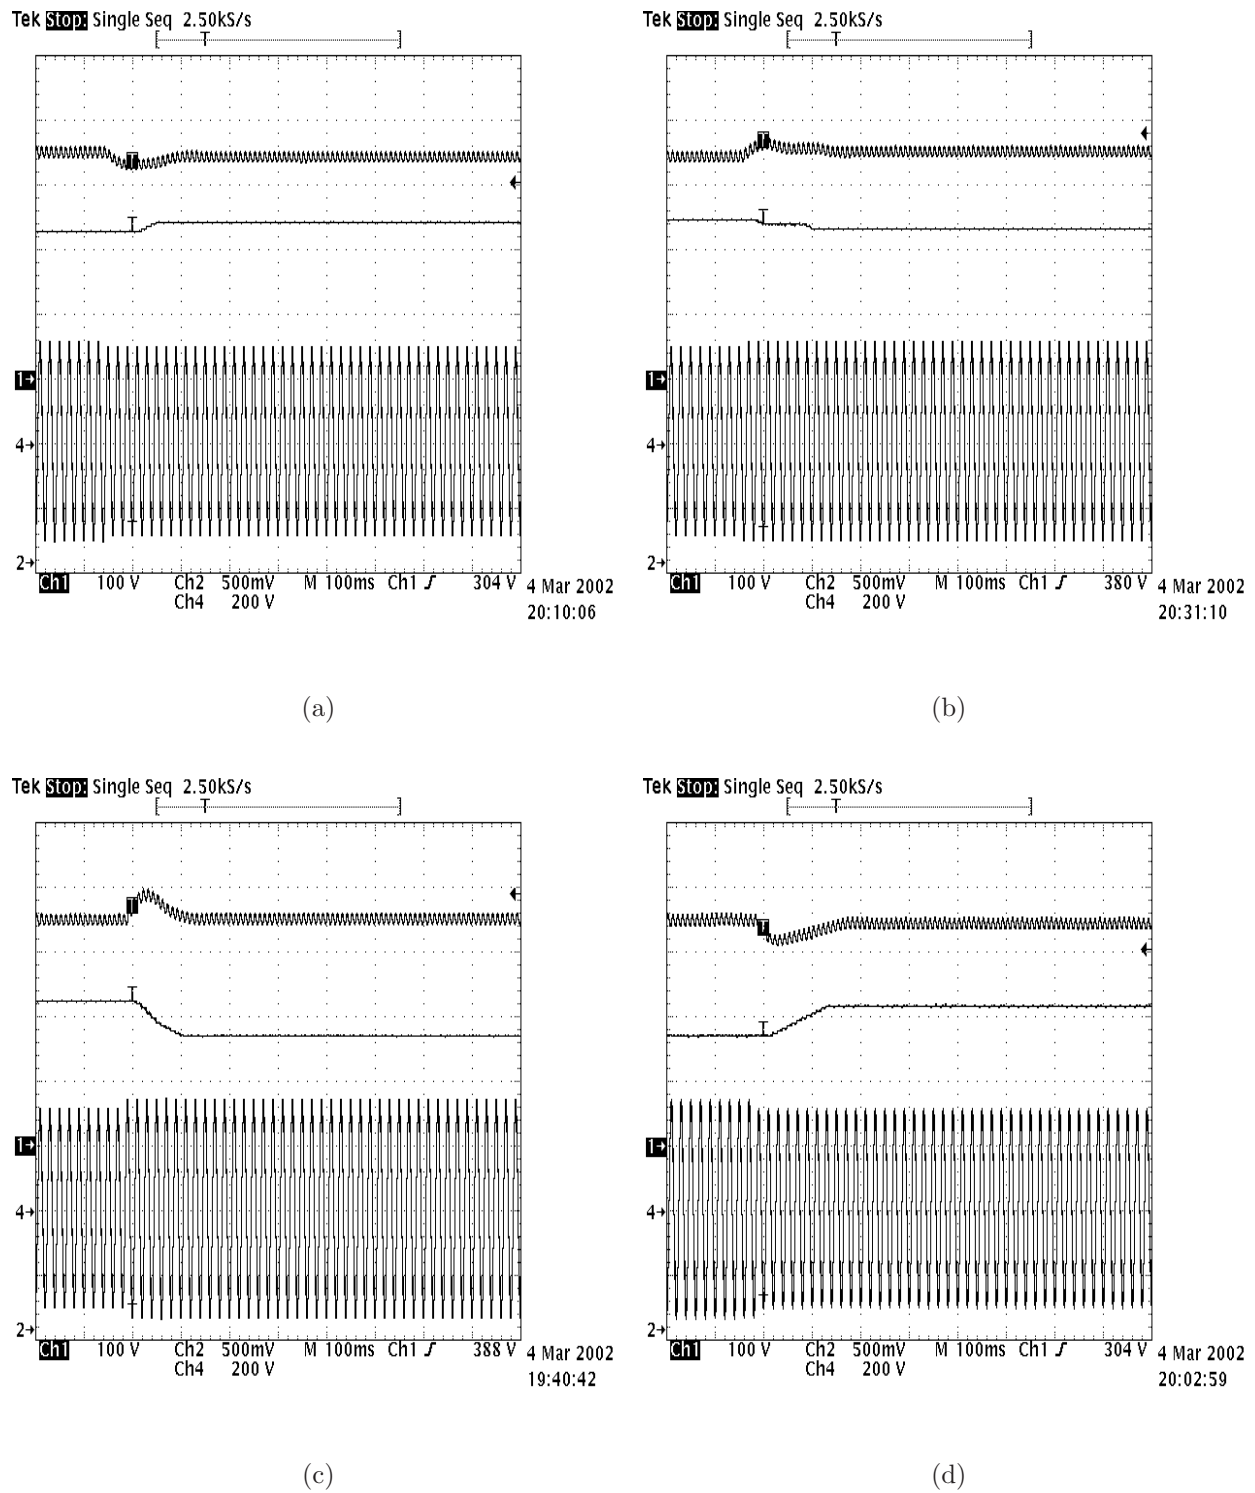 Tek Stop: Single Seq 2.50kS/s
T
T
T
1
4
2
Ch1 100 V Ch2 500mV M 100ms Ch1 304 V
Ch4 200 V
4 Mar 2002
20:10:06
(a)
Tek Stop: Single Seq 2.50kS/s
T
T
T
1
4
2
Ch1 100 V Ch2 500mV M 100ms Ch1 380 V
Ch4 200 V
4 Mar 2002
20:31:10
(b)
Tek Stop: Single Seq 2.50kS/s
T
T
T
1
4
2
Ch1 100 V Ch2 500mV M 100ms Ch1 388 V
Ch4 200 V
4 Mar 2002
19:40:42
(c)
Tek Stop: Single Seq 2.50kS/s
T
T
T
1
4
2
Ch1 100 V Ch2 500mV M 100ms Ch1 304 V
Ch4 200 V
4 Mar 2002
20:02:59
(d)